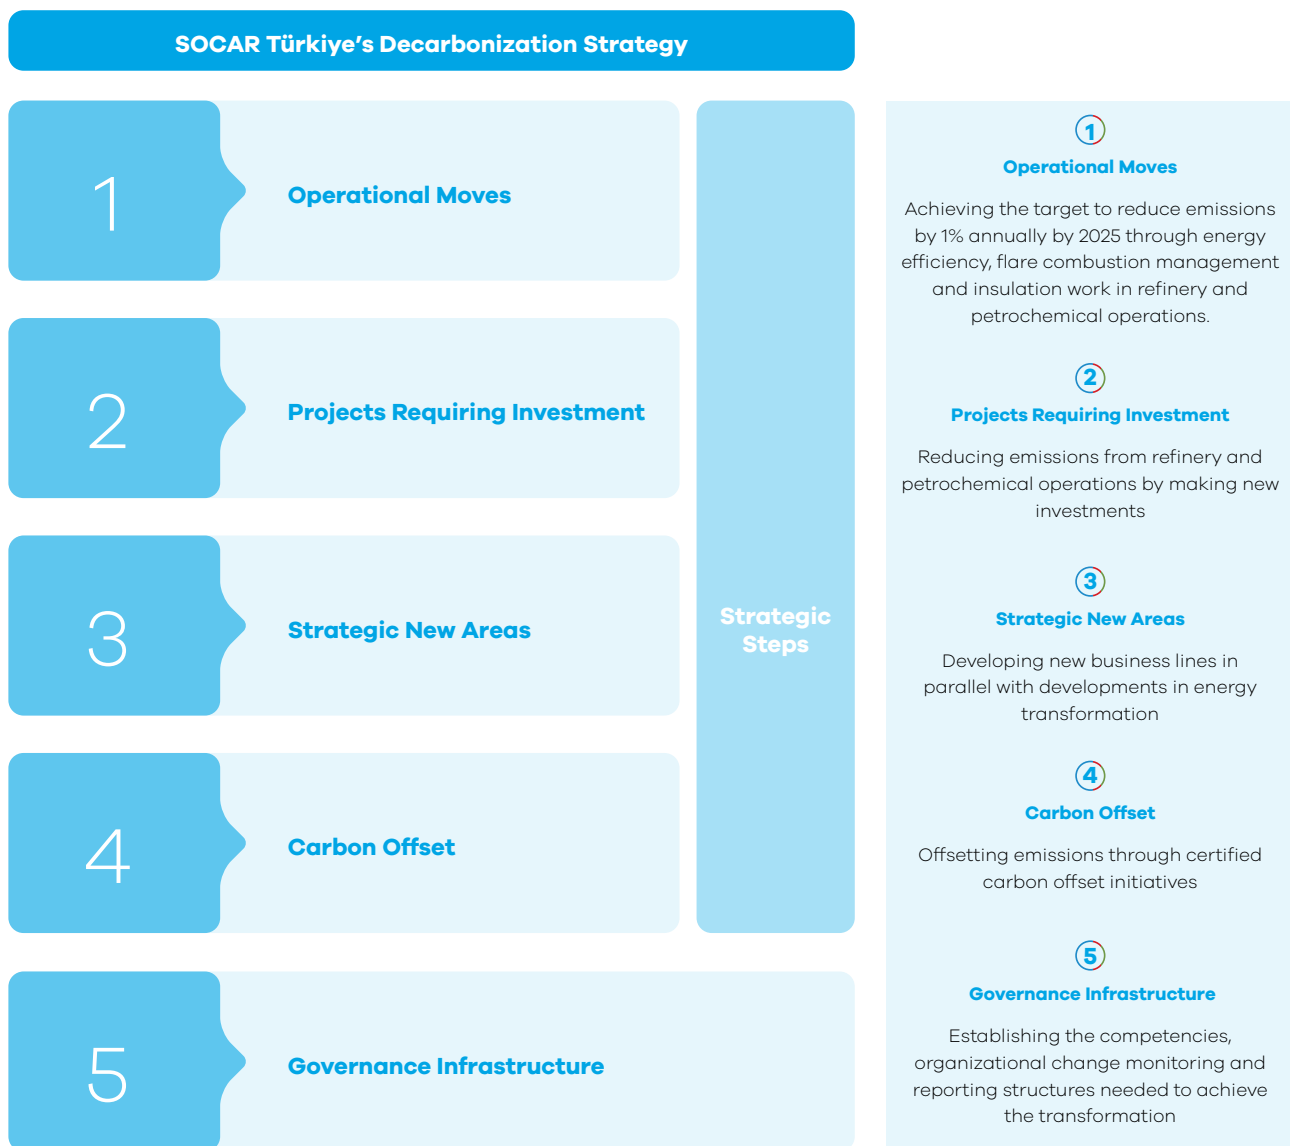 SOCAR Türkiye's Decarbonization Strategy
1
Operational Moves
2
Projects Requiring Investment
3
Strategic New Areas
4
Carbon Offset
Strategic
Steps
5
Governance Infrastructure
1
Operational Moves
Achieving the target to reduce emissions
by 1% annually by 2025 through energy
efficiency, flare combustion management
and insulation work in refinery and
petrochemical operations.
2
Projects Requiring Investment
Reducing emissions from refinery and
petrochemical operations by making new
investments
3
Strategic New Areas
Developing new business lines in
parallel with developments in energy
transformation
4
Carbon Offset
Offsetting emissions through certified
carbon offset initiatives
5
Governance Infrastructure
Establishing the competencies,
organizational change monitoring and
reporting structures needed to achieve
the transformation